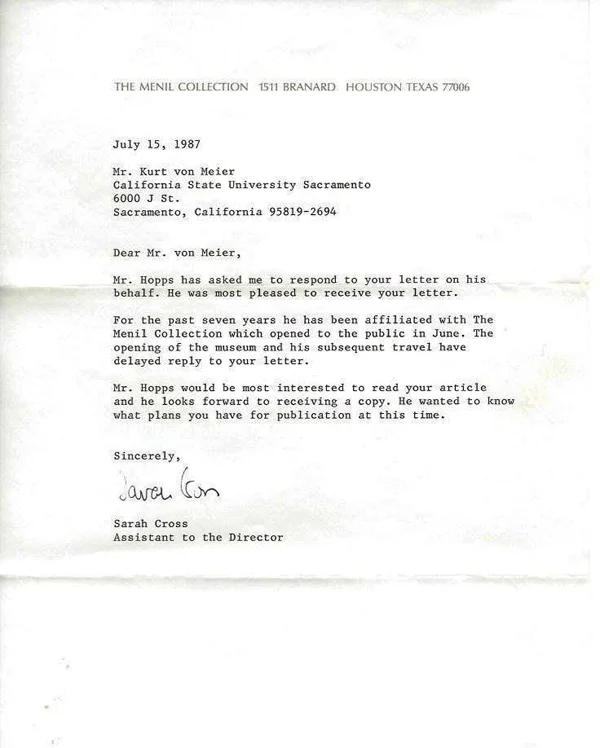 THE MENIL COLLECTION 1511 BRANARD HOUSTON TEXAS 77006
July 15, 1987
Mr. Kurt von Meier
California State University Sacramento
6000 J St.
Sacramento, California 95819-2694
Dear Mr. von Meier,
Mr. Hopps has asked me to respond to your letter on his
behalf. He was most pleased to receive your letter.
For the past seven years he has been affiliated with The
Menil Collection which opened to the public in June. The
opening of the museum and his subsequent travel have
delayed reply to your letter.
Mr. Hopps would be most interested to read your article
and he looks forward to receiving a copy. He wanted to know
what plans you have for publication at this time.
Sincerely,
Sarah Cross
Sarah Cross
Assistant to the Director